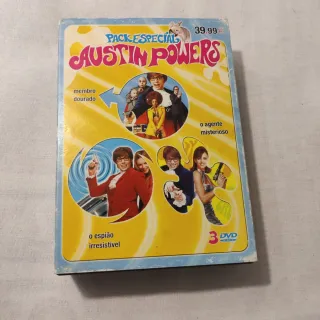 PACK ESPECIAL
39,99
AUSTIN POWERS
membro
dourado
o agente
misterioso
o espião
irresistível
3 DVD